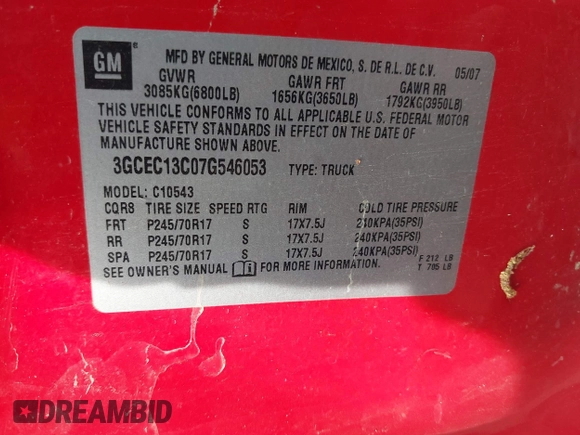 GM
MFD BY GENERAL MOTORS DE MEXICO, S. DE R.L. DE C.V. 05/07
GVWR GAWR FRT GAWR RR
3085KG(6800LB) 1656KG(3650LB) 1792KG(3950LB)
THIS VEHICLE CONFORMS TO ALL APPLICABLE U.S. FEDERAL MOTOR
VEHICLE SAFETY STANDARDS IN EFFECT ON THE DATE OF
MANUFACTURE SHOWN ABOVE.
3GCEC13C07G546053 TYPE: TRUCK
MODEL: C10543
CQR8 TIRE SIZE SPEED RTG RIM COLD TIRE PRESSURE
FRT P245/70R17 S 17X7.5J 240KPA(35PSI)
RR P245/70R17 S 17X7.5J 240KPA(35PSI)
SPA P245/70R17 S 17X7.5J 240KPA(35PSI)
SEE OWNER'S MANUAL FOR MORE INFORMATION.
F 212 LB
T 705 LB
DREAMBID